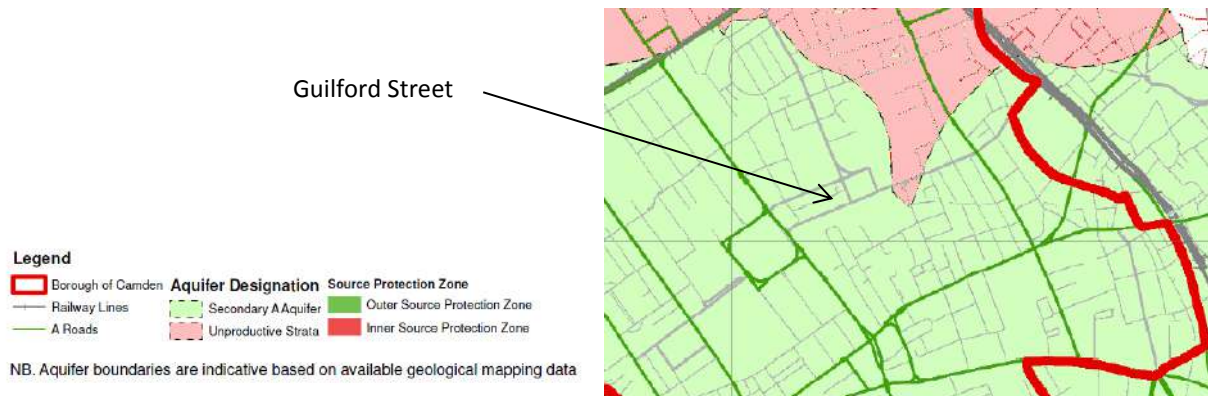 Guilford Street
Legend
Borough of Camden Aquifer Designation Source Protection Zone
Railway Lines Secondary A Aquifer Outer Source Protection Zone
A Roads Unproductive Strata Inner Source Protection Zone
NB. Aquifer boundaries are indicative based on available geological mapping data